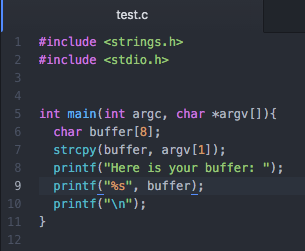 test.c
1 #include <strings.h>
2 #include <stdio.h>
3
4
5 int main(int argc, char *argv[]){
6   char buffer[8];
7   strcpy(buffer, argv[1]);
8   printf("Here is your buffer: ");
9   printf("%s", buffer);
10   printf("\n");
11 }
12